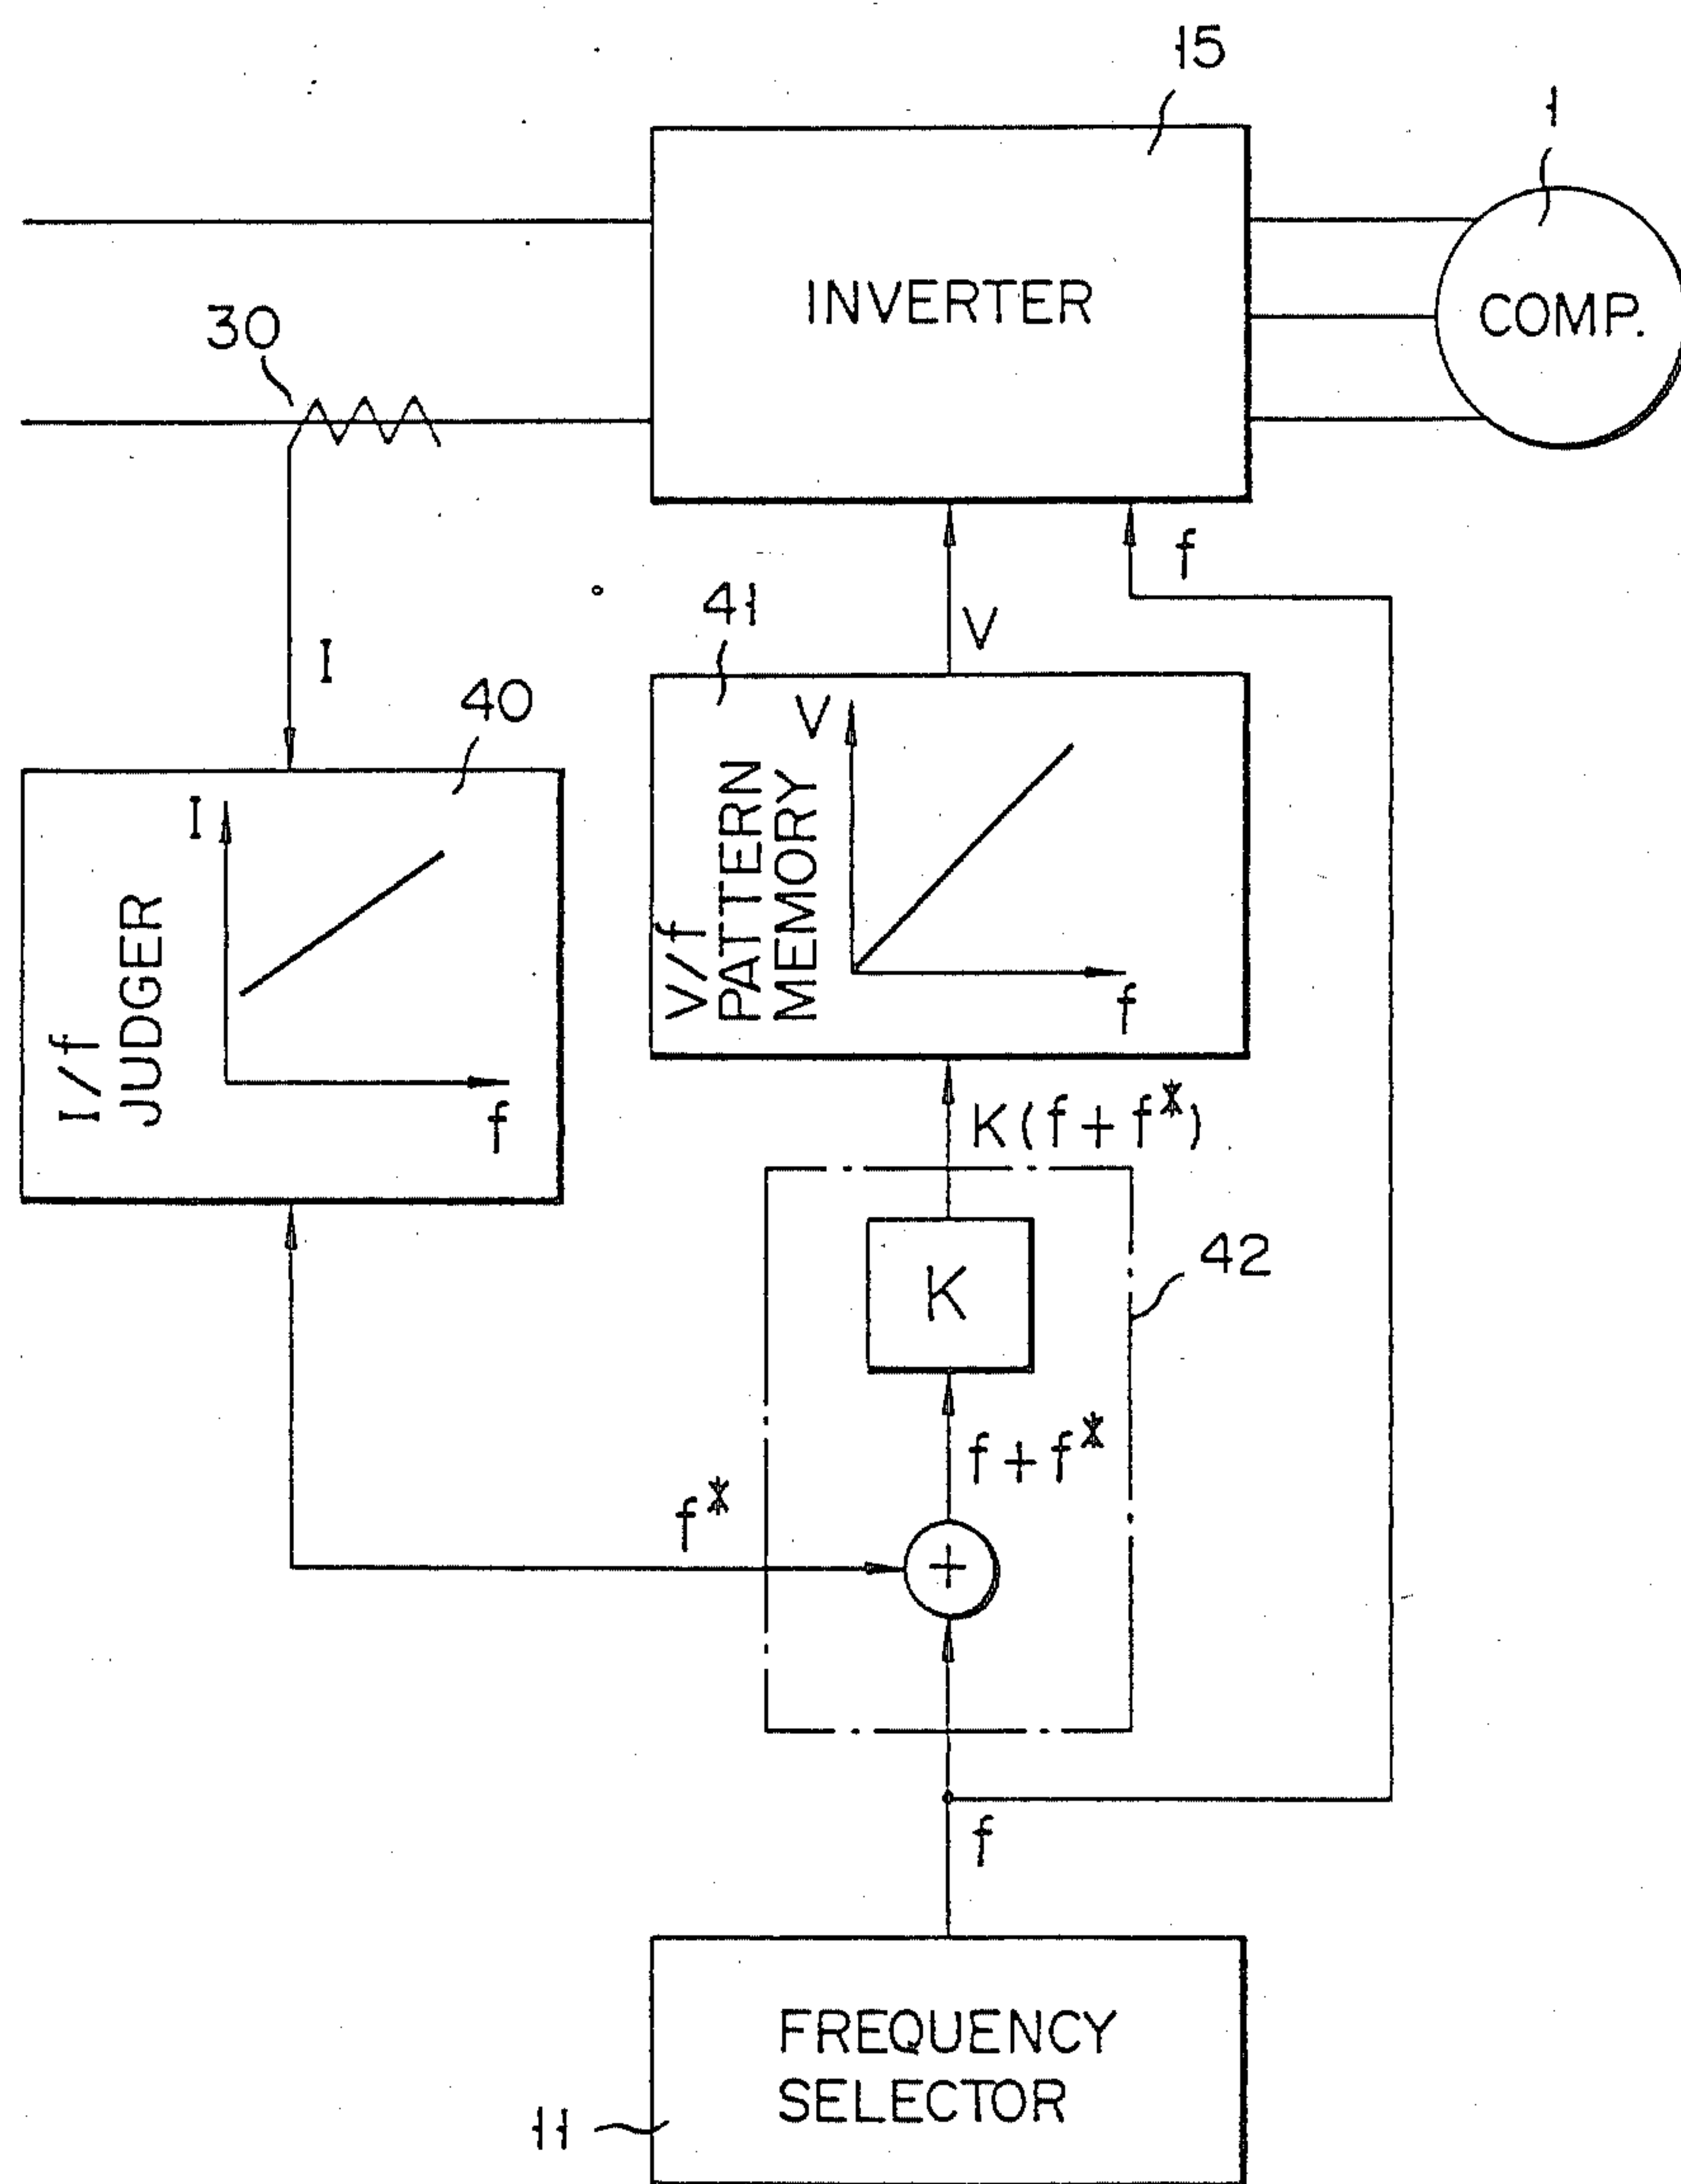 15
1
INVERTER
COMP.
30
f
41
V
I
40
V
I
V/f
PATTERN
MEMORY
f
I/f
JUDGER
f
K(f+f*)
K
42
f+f*
f*
+
f
FREQUENCY
SELECTOR
11